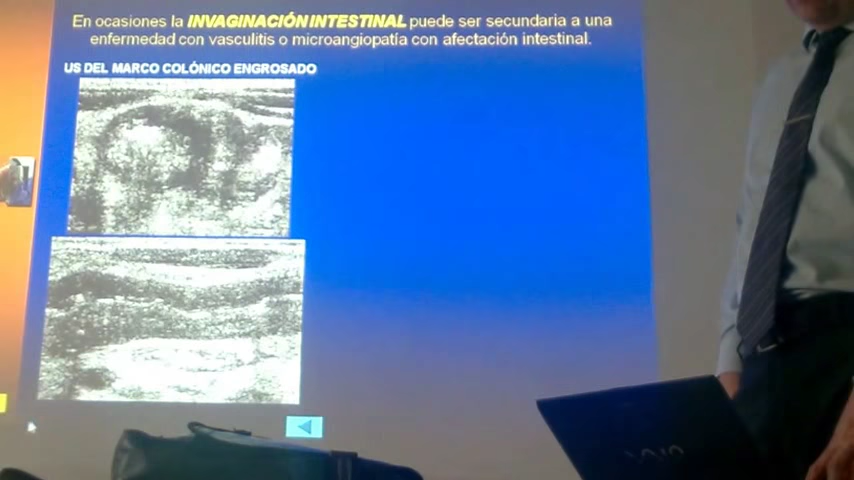 En ocasiones la INVAGINACIÓN INTESTINAL puede ser secundaria a una
enfermedad con vasculitis o microangiopatía con afectación intestinal.
US DEL MARCO COLÓNICO ENGROSADO
VAIO